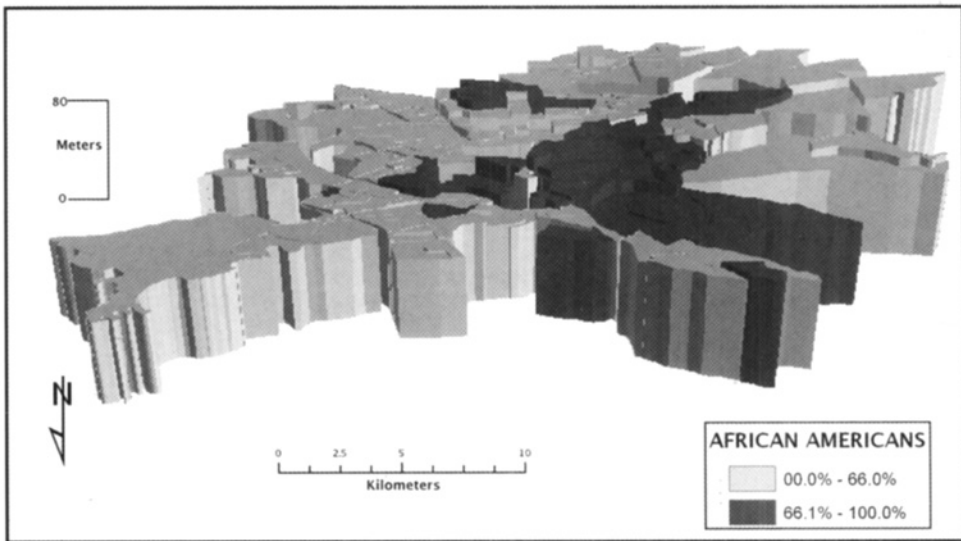 80
Meters
0
N
0 2.5 5 10
Kilometers
AFRICAN AMERICANS
00.0% - 66.0%
66.1% - 100.0%